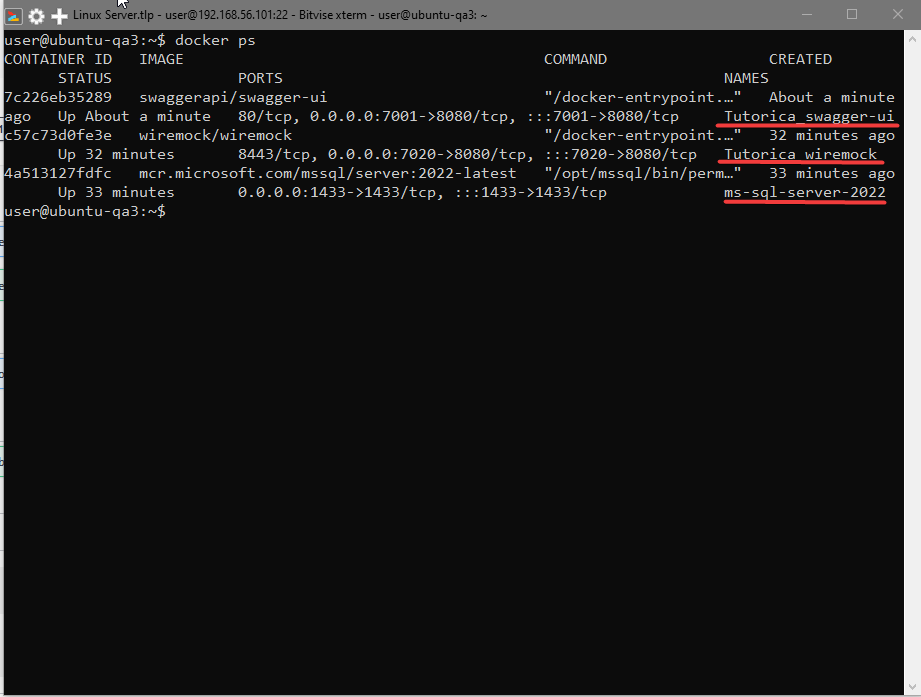 Linux Server.tlp - user@192.168.56.101:22 - Bitvise xterm - user@ubuntu-qa3: ~
user@ubuntu-qa3:~$ docker ps
CONTAINER ID   IMAGE                                        COMMAND                  CREATED
      STATUS              PORTS                                                 NAMES
7c226eb35289   swaggerapi/swagger-ui                        "/docker-entrypoint.…"   About a minute
ago   Up About a minute   80/tcp, 0.0.0.0:7001->8080/tcp, :::7001->8080/tcp     Tutorica_swagger-ui
c57c73d0fe3e   wiremock/wiremock                            "/docker-entrypoint.…"   32 minutes ago
      Up 32 minutes       8443/tcp, 0.0.0.0:7020->8080/tcp, :::7020->8080/tcp   Tutorica_wiremock
4a513127fdfc   mcr.microsoft.com/mssql/server:2022-latest   "/opt/mssql/bin/perm…"   33 minutes ago
      Up 33 minutes       0.0.0.0:1433->1433/tcp, :::1433->1433/tcp             ms-sql-server-2022
user@ubuntu-qa3:~$